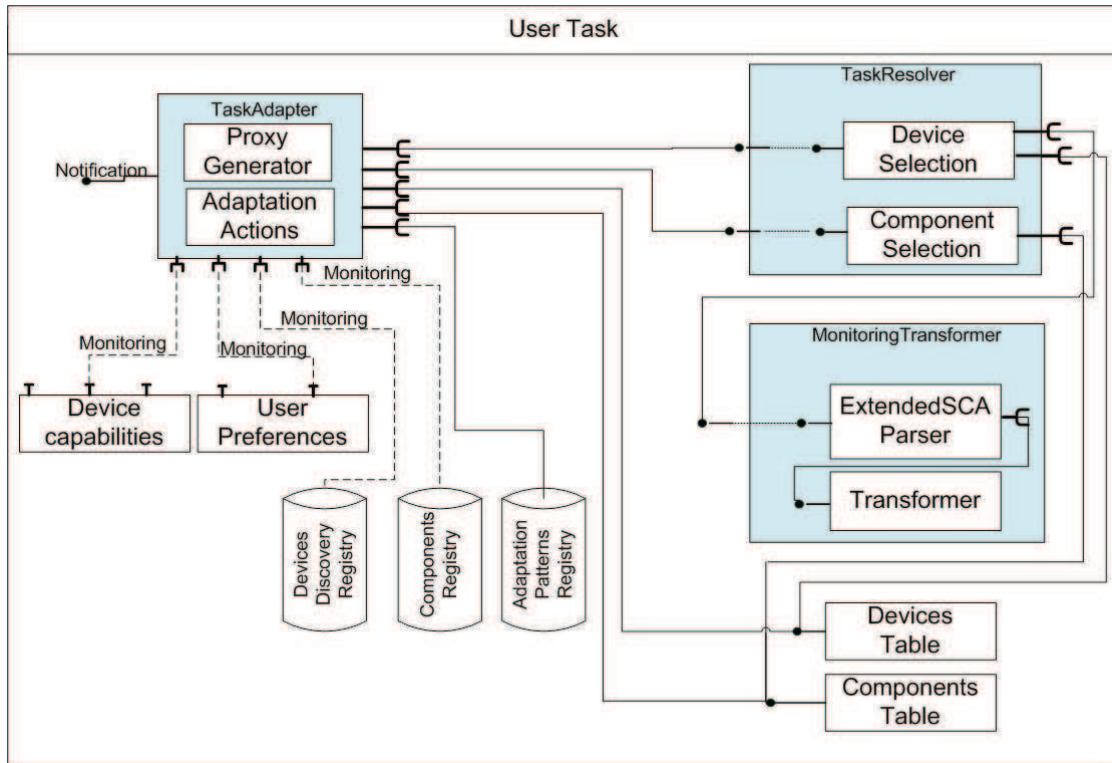 User Task
TaskAdapter
Proxy
Generator
Adaptation
Actions
Notification
TaskResolver
Device
Selection
Component
Selection
Monitoring
Monitoring
Monitoring
Monitoring
Device
capabilities
User
Preferences
MonitoringTransformer
ExtendedSCA
Parser
Transformer
Devices
Discovery
Registry
Components
Registry
Adaptation
Patterns
Registry
Devices
Table
Components
Table